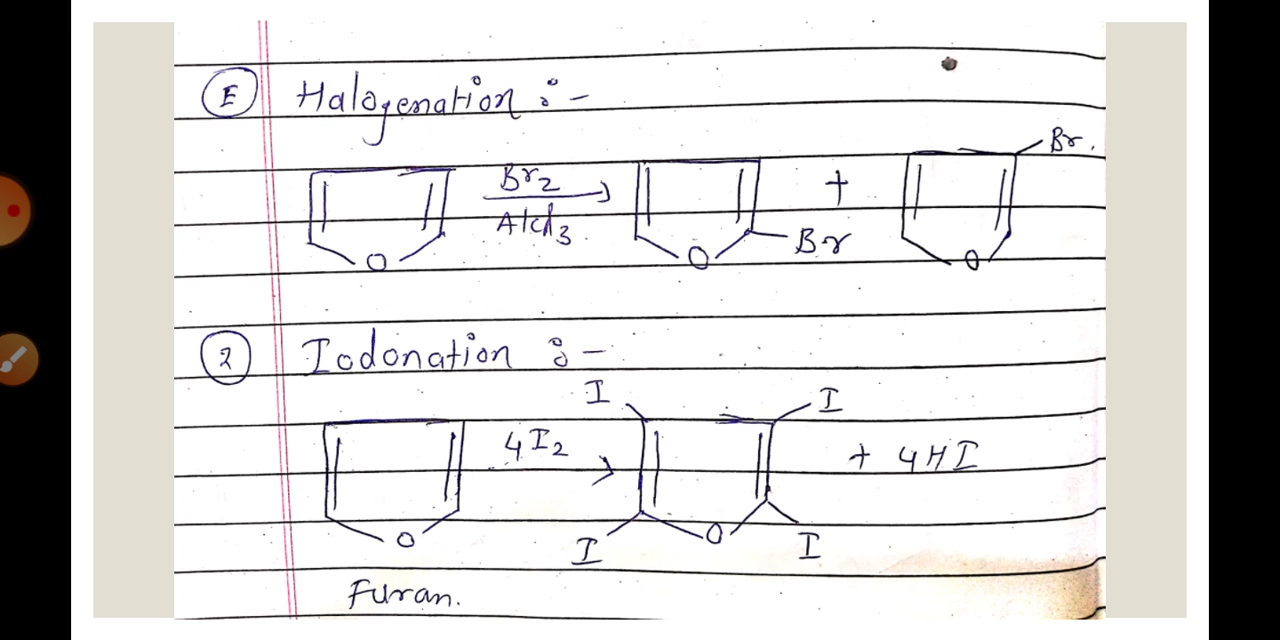 E Halogenation :-
Br2
AlCl3
O
O
Br
+
Br.
O
2 Iodonation :-
I
I
4I2
+ 4HI
O
O
I
I
Furan.